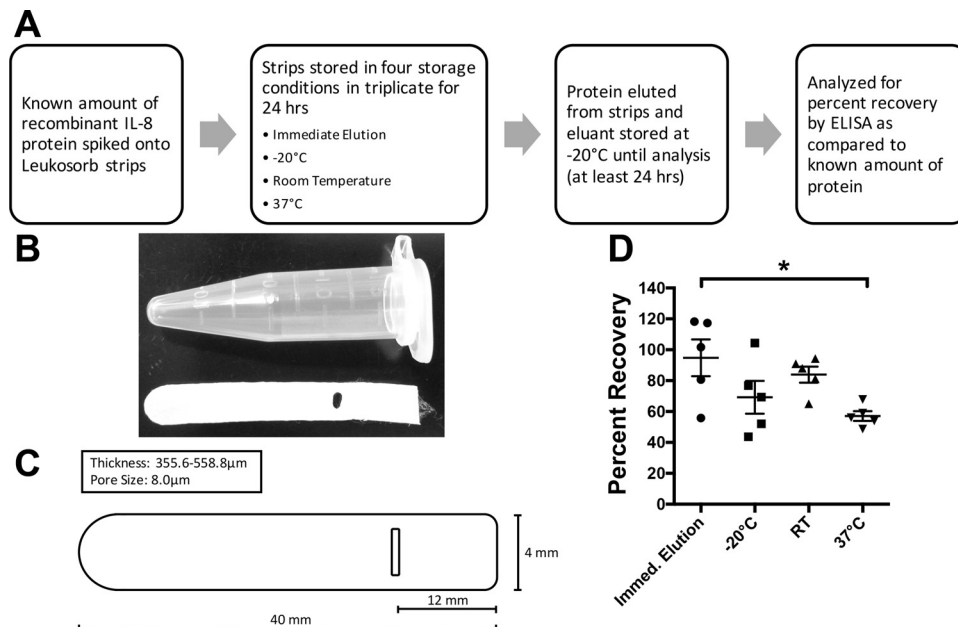 A
Known amount of
recombinant IL-8
protein spiked onto
Leukosorb strips
Strips stored in four storage
conditions in triplicate for
24 hrs
• Immediate Elution
• -20°C
• Room Temperature
• 37°C
Protein eluted
from strips and
eluant stored at
-20°C until analysis
(at least 24 hrs)
Analyzed for
percent recovery
by ELISA as
compared to
known amount of
protein
B
C
Thickness: 355.6-558.8µm
Pore Size: 8.0µm
4 mm
12 mm
40 mm
D
*
140
120
100
80
60
40
20
0
Percent Recovery
Immed. Elution
-20°C
RT
37°C